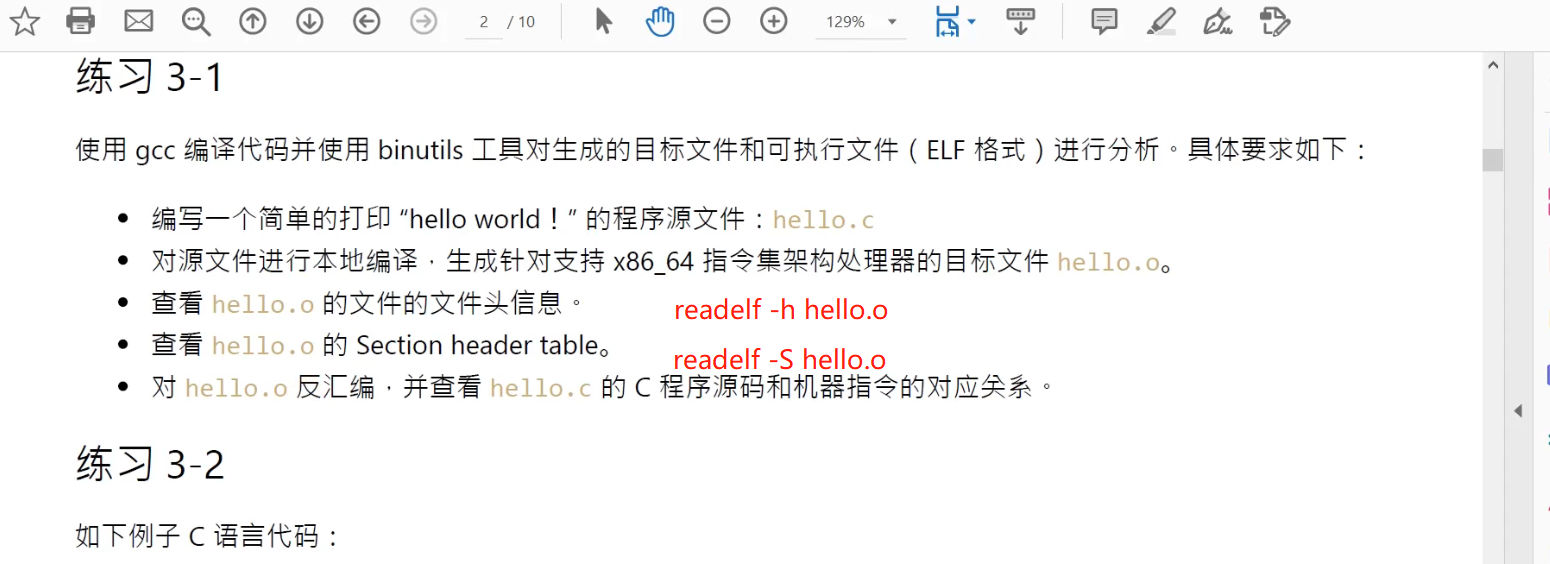 2 / 10 129%
练习 3-1
使用 gcc 编译代码并使用 binutils 工具对生成的目标文件和可执行文件（ELF 格式）进行分析。具体要求如下：
• 编写一个简单的打印 “hello world！” 的程序源文件：hello.c
• 对源文件进行本地编译，生成针对支持 x86_64 指令集架构处理器的目标文件 hello.o。
• 查看 hello.o 的文件的文件头信息。 readelf -h hello.o
• 查看 hello.o 的 Section header table。 readelf -S hello.o
• 对 hello.o 反汇编，并查看 hello.c 的 C 程序源码和机器指令的对应关系。
练习 3-2
如下例子 C 语言代码：